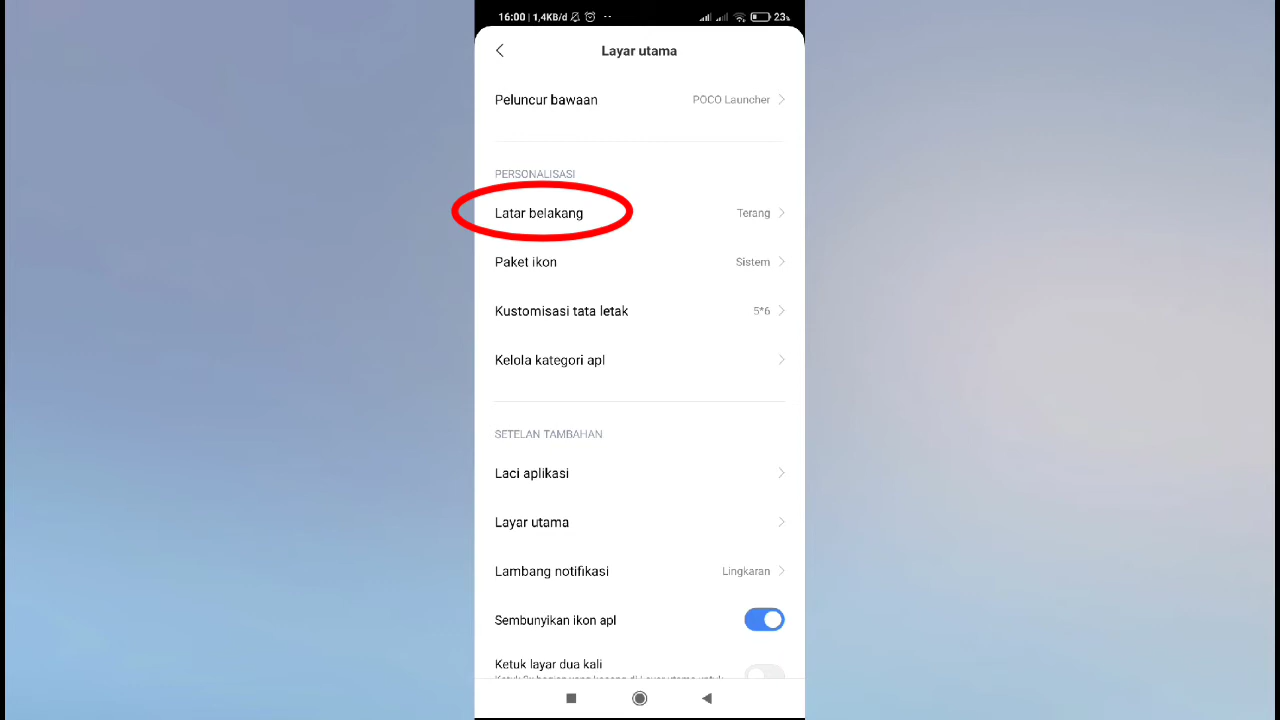 16:00 | 1,4KB/d
23%
Layar utama
Peluncur bawaan POCO Launcher
PERSONALISASI
Latar belakang Terang
Paket ikon Sistem
Kustomisasi tata letak 5*6
Kelola kategori apl
SETELAN TAMBAHAN
Laci aplikasi
Layar utama
Lambang notifikasi Lingkaran
Sembunyikan ikon apl
Ketuk layar dua kali